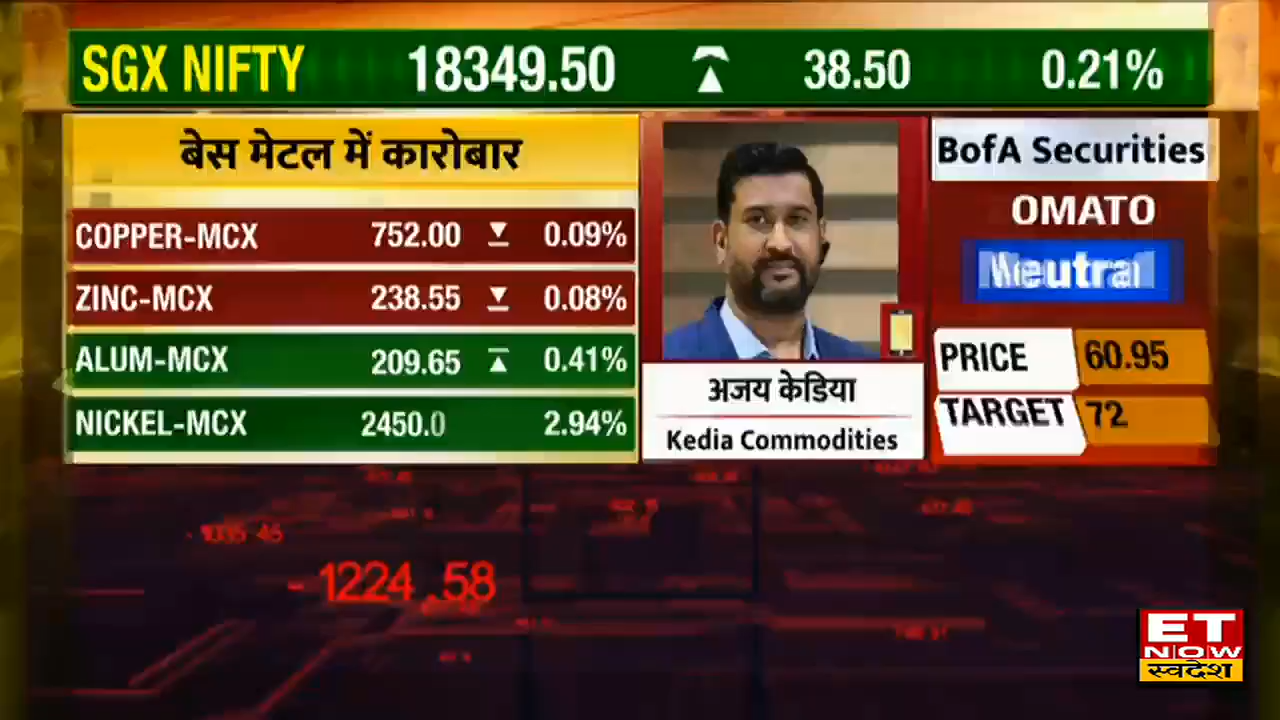 SGX NIFTY 18349.50 38.50 0.21%
बेस मेटल में कारोबार
COPPER-MCX 752.00 0.09%
ZINC-MCX 238.55 0.08%
ALUM-MCX 209.65 0.41%
NICKEL-MCX 2450.0 2.94%
अजय केडिया
Kedia Commodities
BofA Securities
OMATO
PRICE 60.95
TARGET 72
-1224.58
ET
NOW
स्वदेश